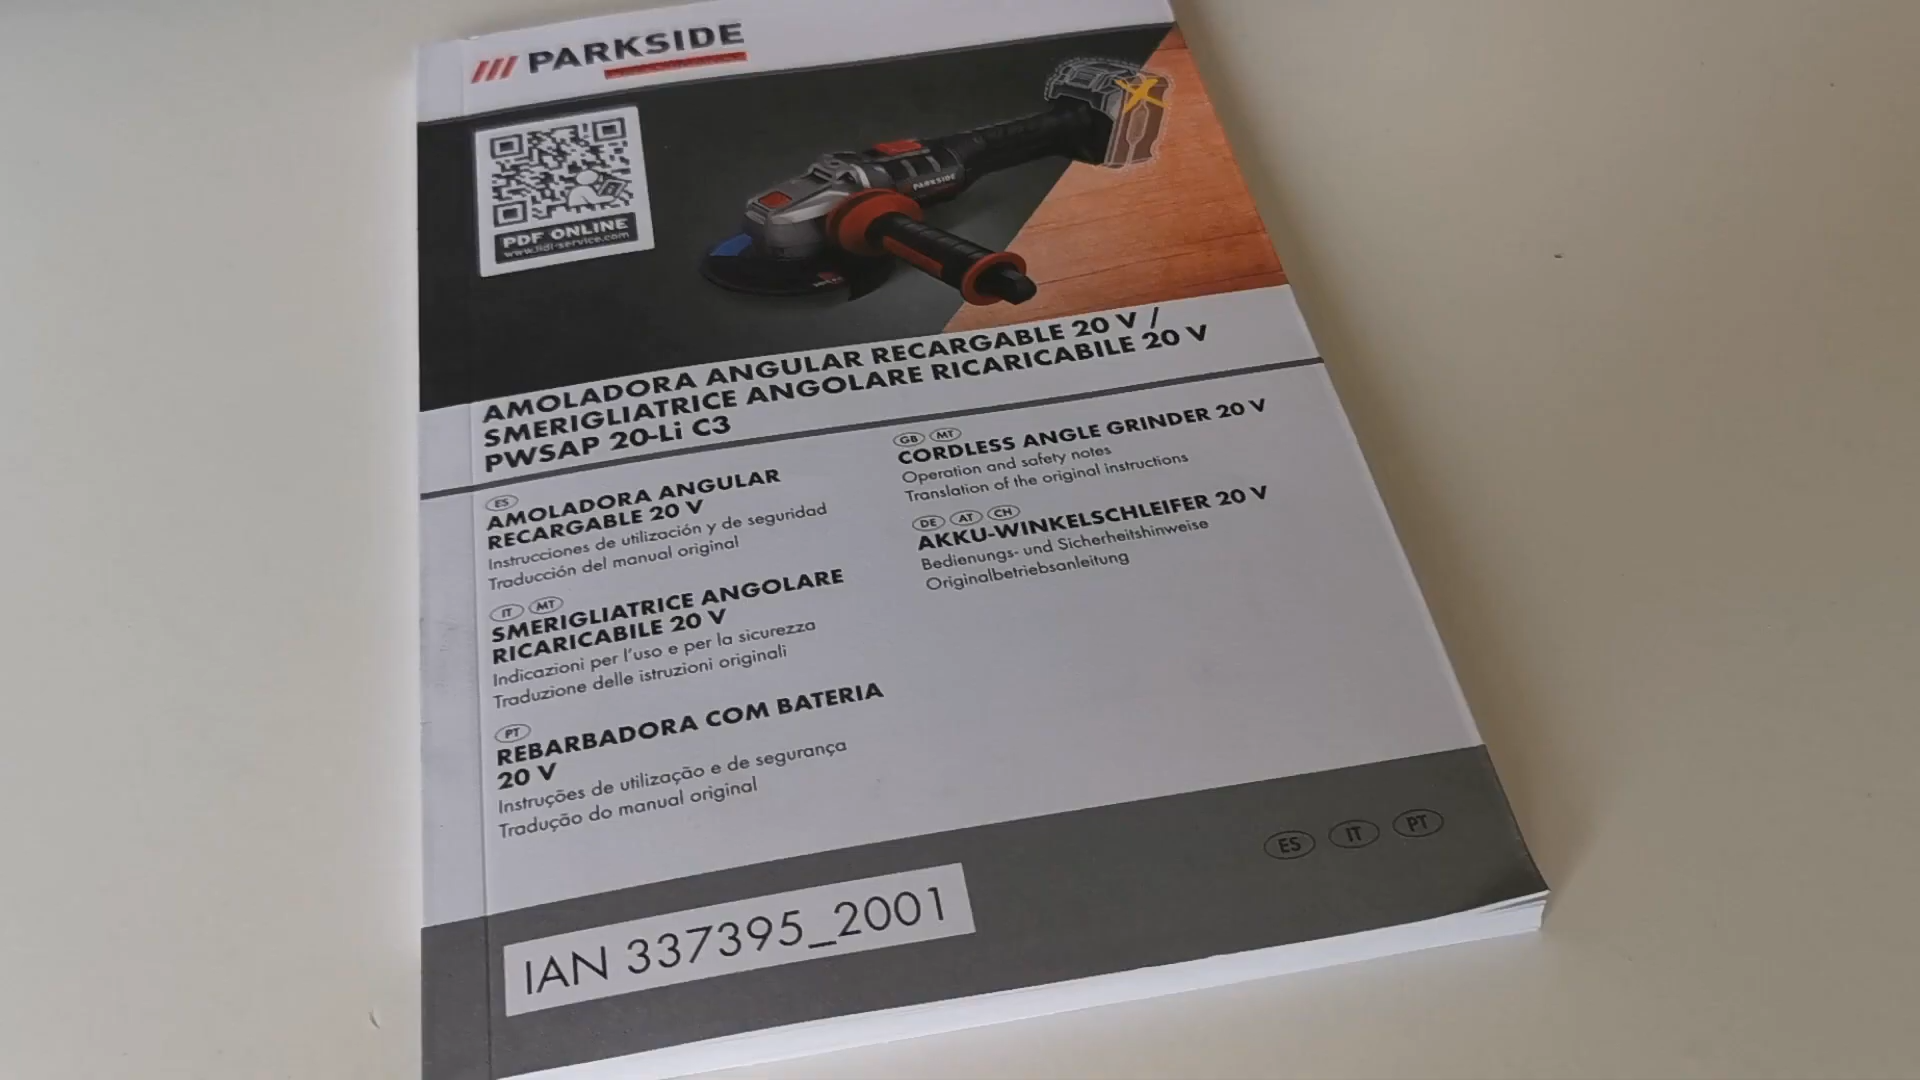 PARKSIDE
PERFORMANCE
PDF ONLINE
www.lidl-service.com
PARKSIDE
AMOLADORA ANGULAR RECARGABLE 20 V /
SMERIGLIATRICE ANGOLARE RICARICABILE 20 V
PWSAP 20-Li C3
ES
AMOLADORA ANGULAR
RECARGABLE 20 V
Instrucciones de utilización y de seguridad
Traducción del manual original
IT MT
SMERIGLIATRICE ANGOLARE
RICARICABILE 20 V
Indicazioni per l'uso e per la sicurezza
Traduzione delle istruzioni originali
PT
REBARBADORA COM BATERIA
20 V
Instruções de utilização e de segurança
Tradução do manual original
GB MT
CORDLESS ANGLE GRINDER 20 V
Operation and safety notes
Translation of the original instructions
DE AT CH
AKKU-WINKELSCHLEIFER 20 V
Bedienungs- und Sicherheitshinweise
Originalbetriebsanleitung
ES IT PT
IAN 337395_2001